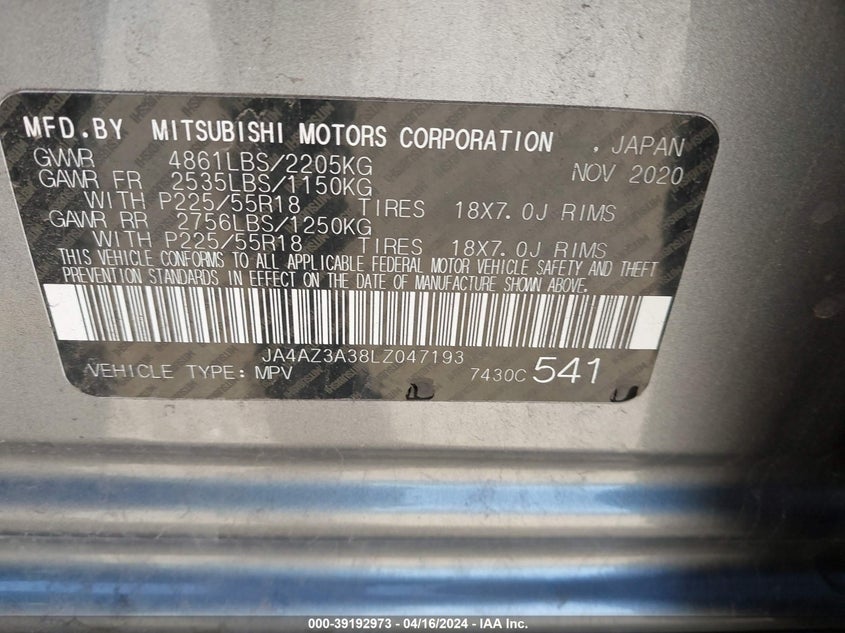 MFD.BY MITSUBISHI MOTORS CORPORATION . JAPAN
GVWR 4861LBS/2205KG NOV 2020
GAWR FR 2535LBS/1150KG
WITH P225/55R18 TIRES 18X7.0J RIMS
GAWR RR 2756LBS/1250KG
WITH P225/55R18 TIRES 18X7.0J RIMS
THIS VEHICLE CONFORMS TO ALL APPLICABLE FEDERAL MOTOR VEHICLE SAFETY AND THEFT
PREVENTION STANDARDS IN EFFECT ON THE DATE OF MANUFACTURE SHOWN ABOVE.
JA4AZ3A38LZ047193
VEHICLE TYPE: MPV 7430C 541
000-39192973 - 04/16/2024 - IAA Inc.